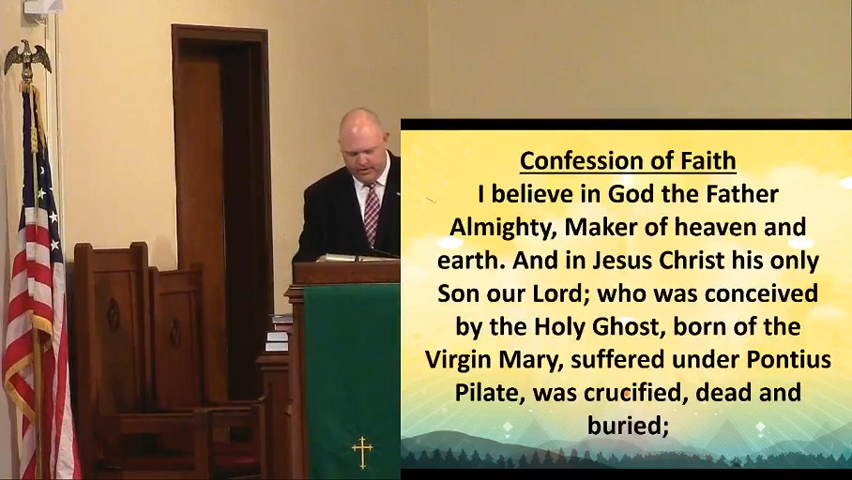 Confession of Faith
I believe in God the Father
Almighty, Maker of heaven and
earth. And in Jesus Christ his only
Son our Lord; who was conceived
by the Holy Ghost, born of the
Virgin Mary, suffered under Pontius
Pilate, was crucified, dead and
buried;